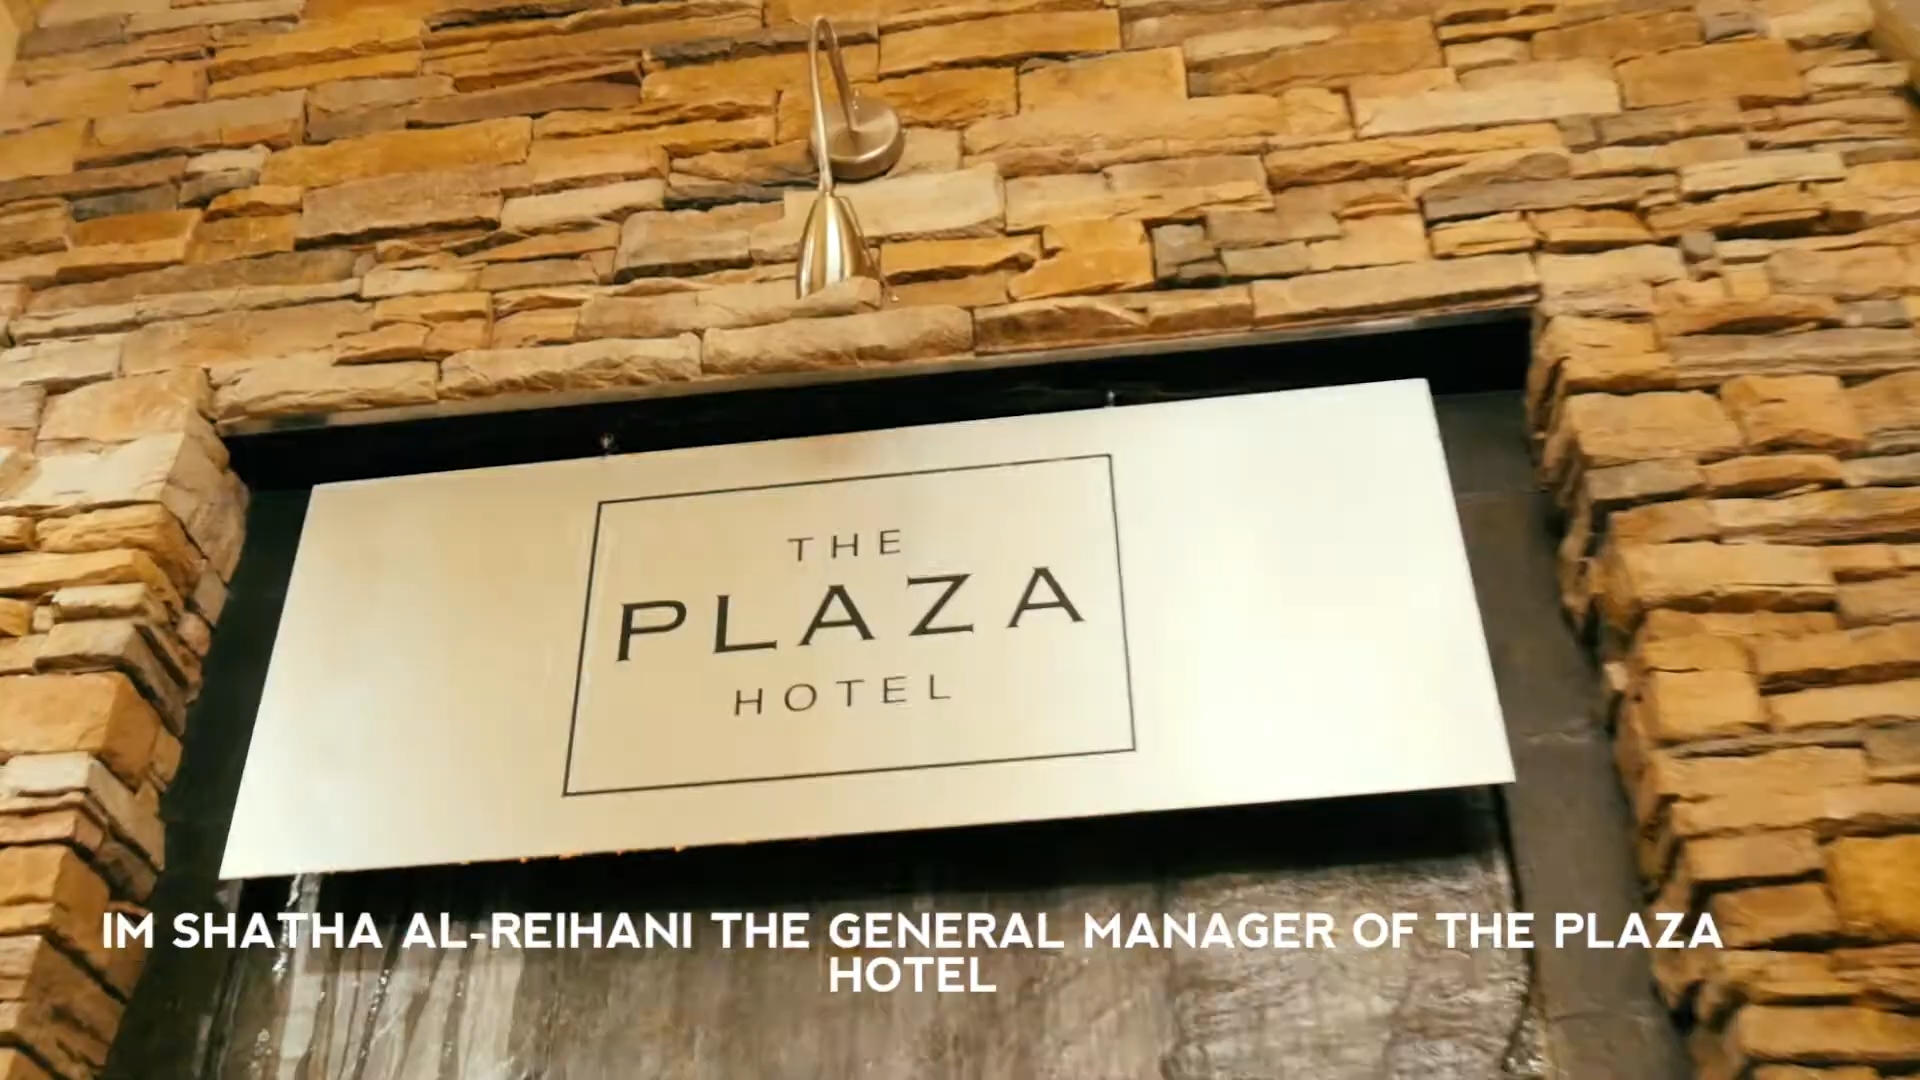 THE
PLAZA
HOTEL
IM SHATHA AL-REIHANI THE GENERAL MANAGER OF THE PLAZA
HOTEL